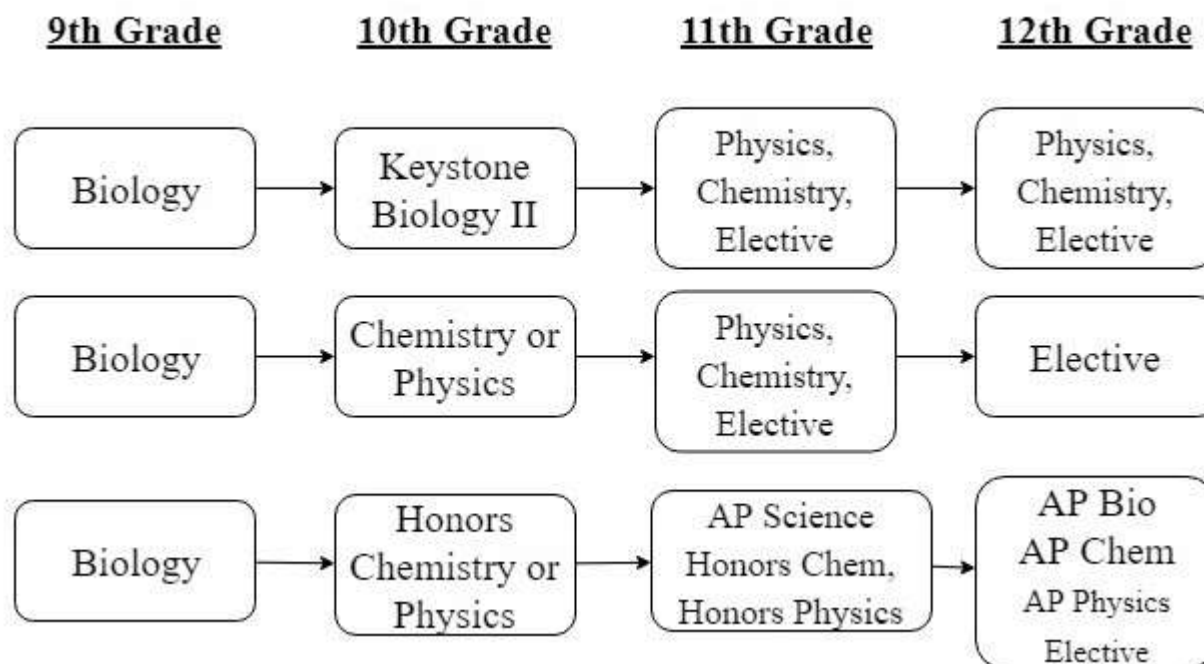 9th Grade
10th Grade
11th Grade
12th Grade
Biology
Keystone
Biology II
Physics,
Chemistry,
Elective
Physics,
Chemistry,
Elective
Biology
Chemistry or
Physics
Physics,
Chemistry,
Elective
Elective
Biology
Honors
Chemistry or
Physics
AP Science
Honors Chem,
Honors Physics
AP Bio
AP Chem
AP Physics
Elective